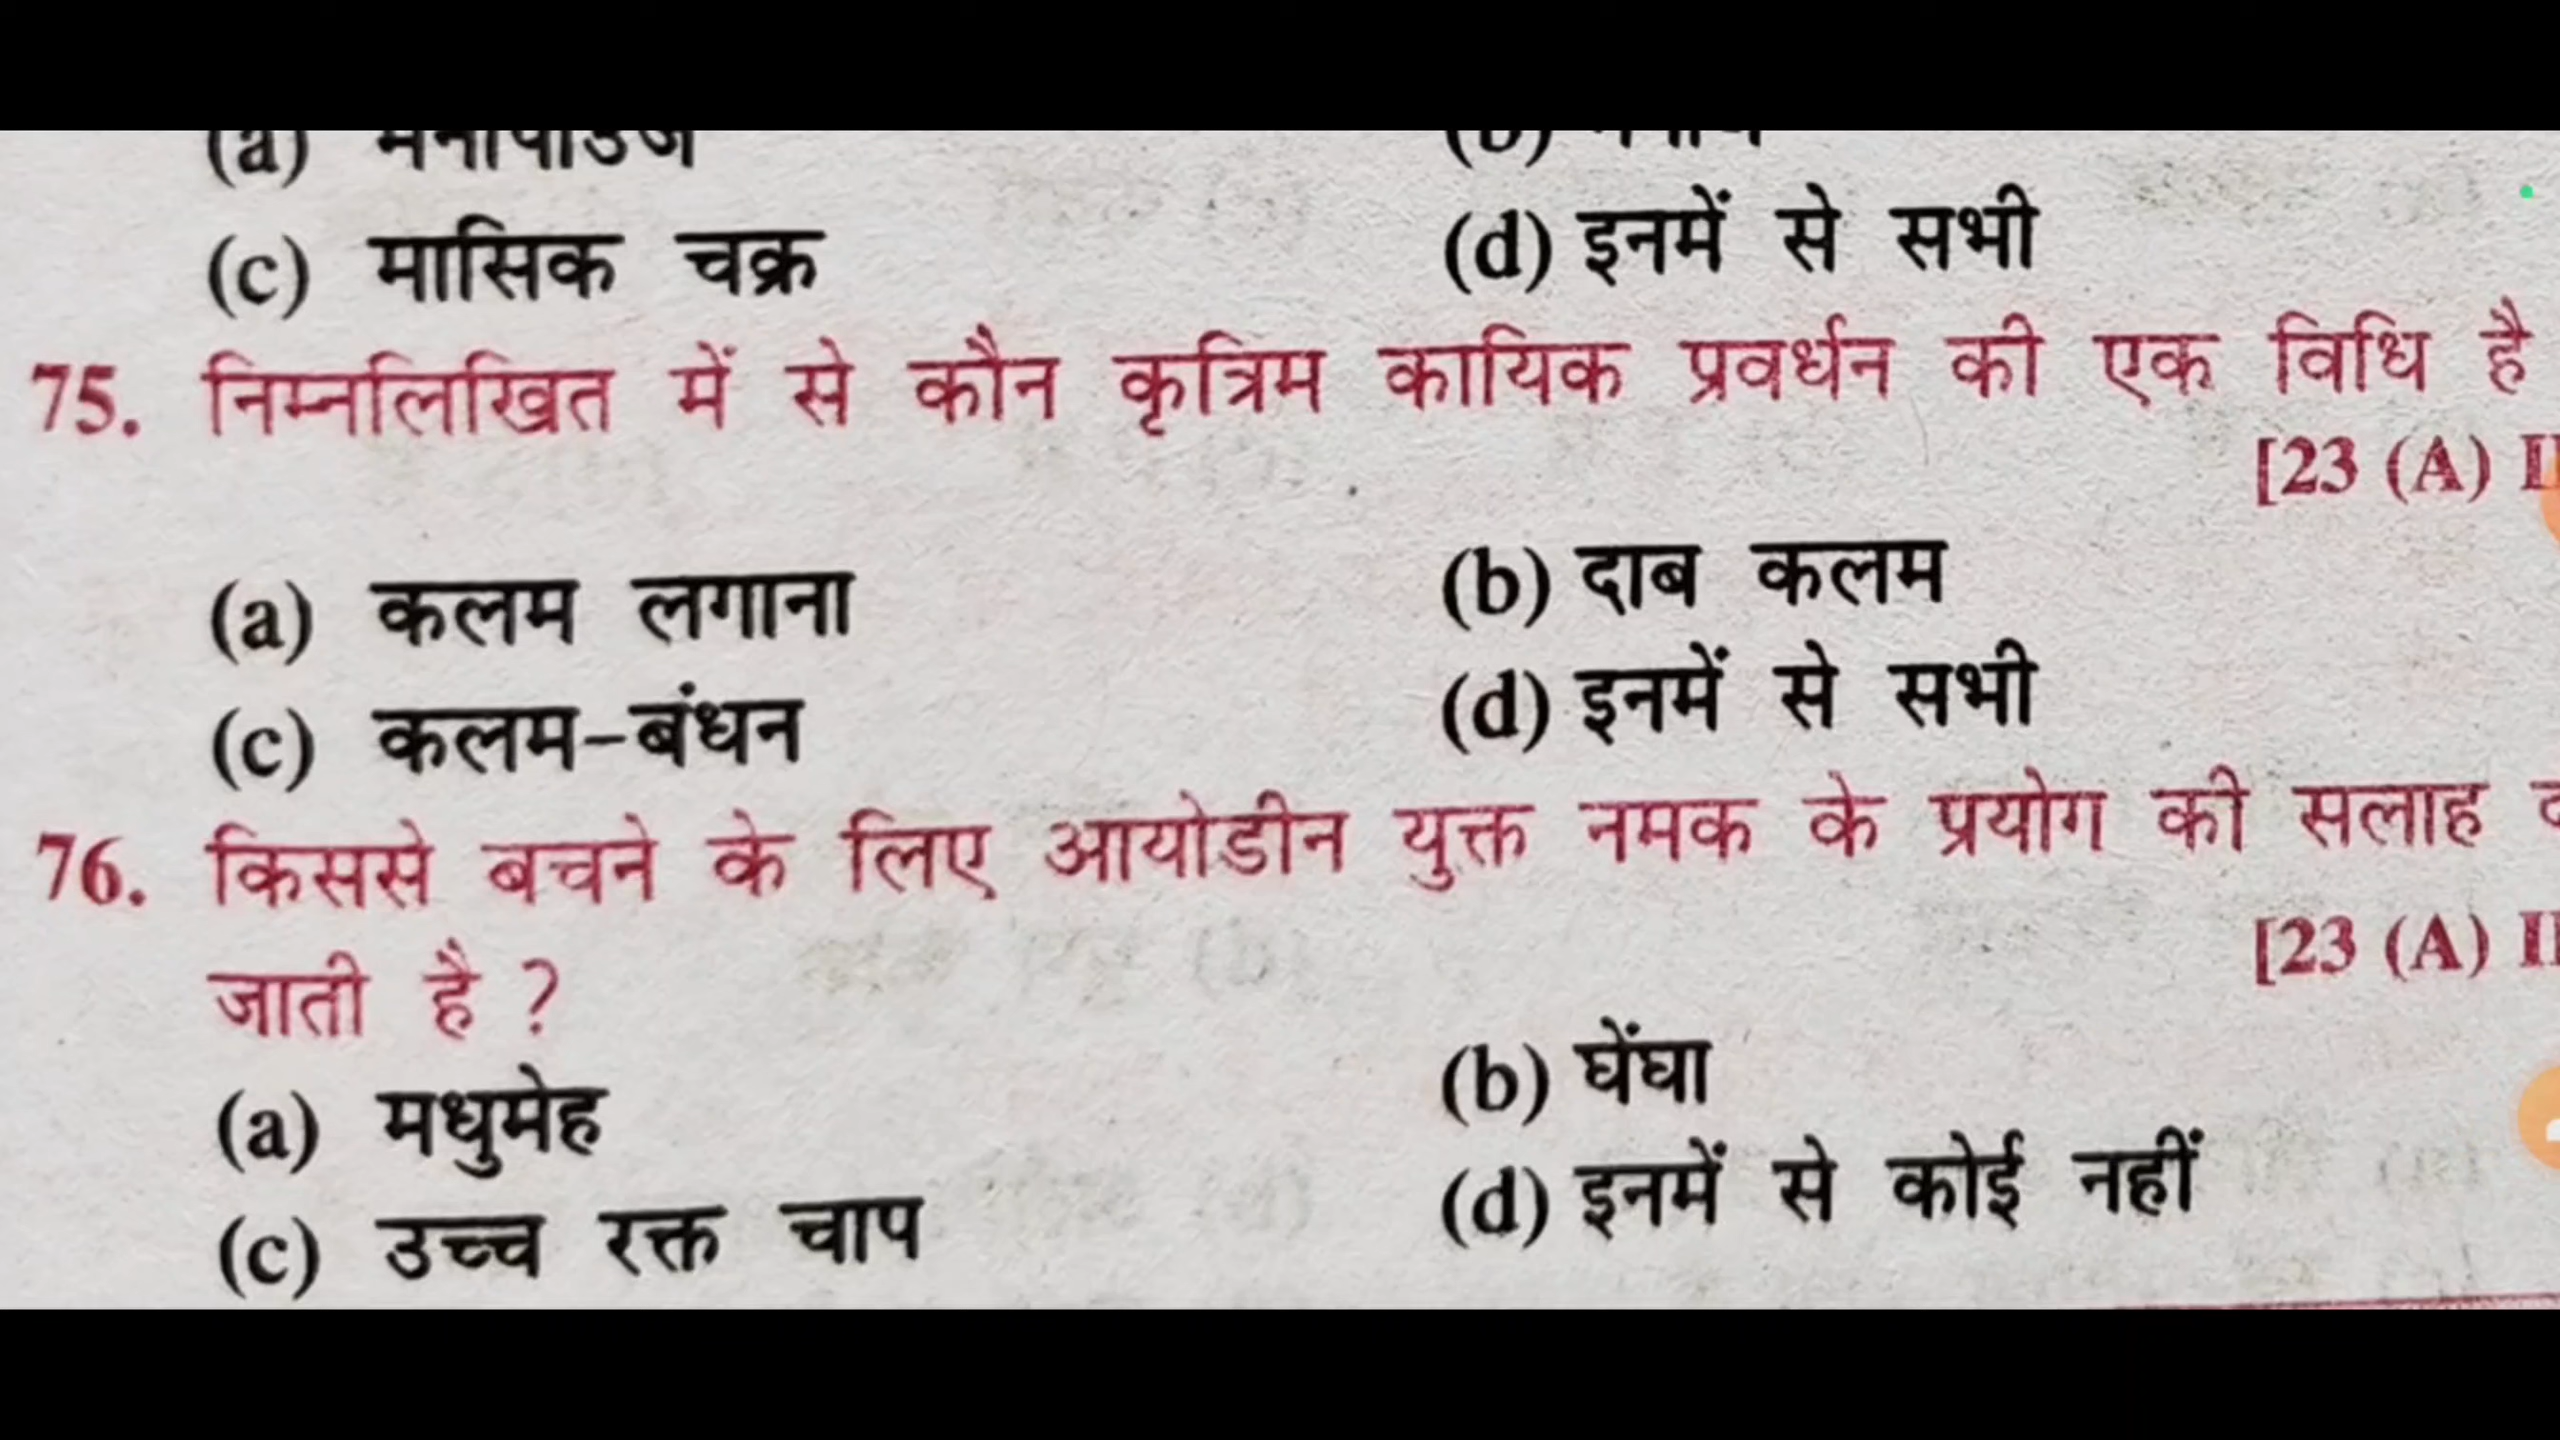 (a) मेनोपॉउज
(b)
(c) मासिक चक्र
(d) इनमें से सभी
75. निम्नलिखित में से कौन कृत्रिम कायिक प्रवर्धन की एक विधि है
[23 (A)
(a) कलम लगाना
(b) दाब कलम
(c) कलम-बंधन
(d) इनमें से सभी
76. किससे बचने के लिए आयोडीन युक्त नमक के प्रयोग की सलाह
[23 (A)
जाती है ?
(a) मधुमेह
(b) घेंघा
(c) उच्च रक्त चाप
(d) इनमें से कोई नहीं